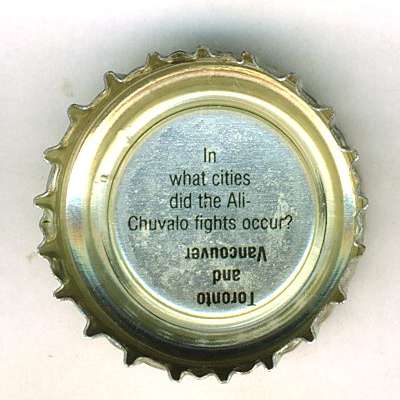 In
what cities
did the Ali-
Chuvalo fights occur?
Toronto
and
Vancouver